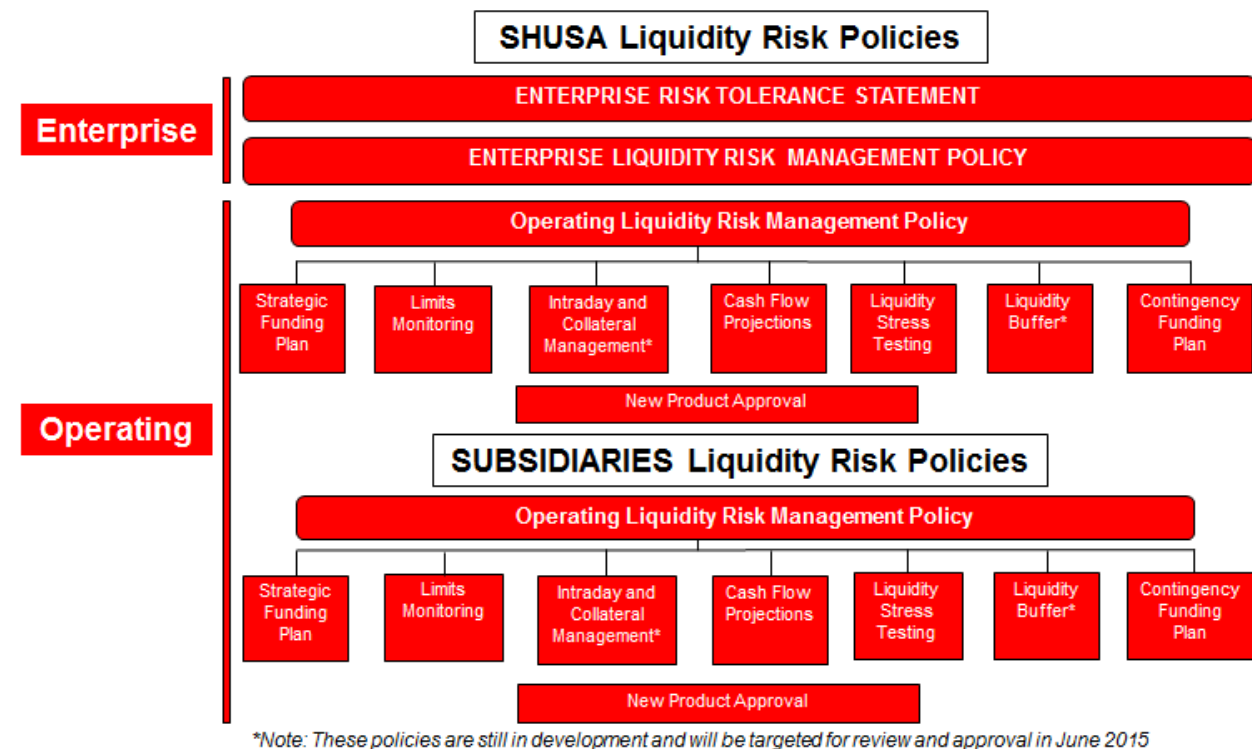 SHUSA Liquidity Risk Policies
Enterprise
ENTERPRISE RISK TOLERANCE STATEMENT
ENTERPRISE LIQUIDITY RISK MANAGEMENT POLICY
Operating
Operating Liquidity Risk Management Policy
Strategic
Funding
Plan
Limits
Monitoring
Intraday and
Collateral
Management*
Cash Flow
Projections
Liquidity
Stress
Testing
Liquidity
Buffer*
Contingency
Funding
Plan
New Product Approval
SUBSIDIARIES Liquidity Risk Policies
Operating Liquidity Risk Management Policy
Strategic
Funding
Plan
Limits
Monitoring
Intraday and
Collateral
Management*
Cash Flow
Projections
Liquidity
Stress
Testing
Liquidity
Buffer*
Contingency
Funding
Plan
New Product Approval
*Note: These policies are still in development and will be targeted for review and approval in June 2015